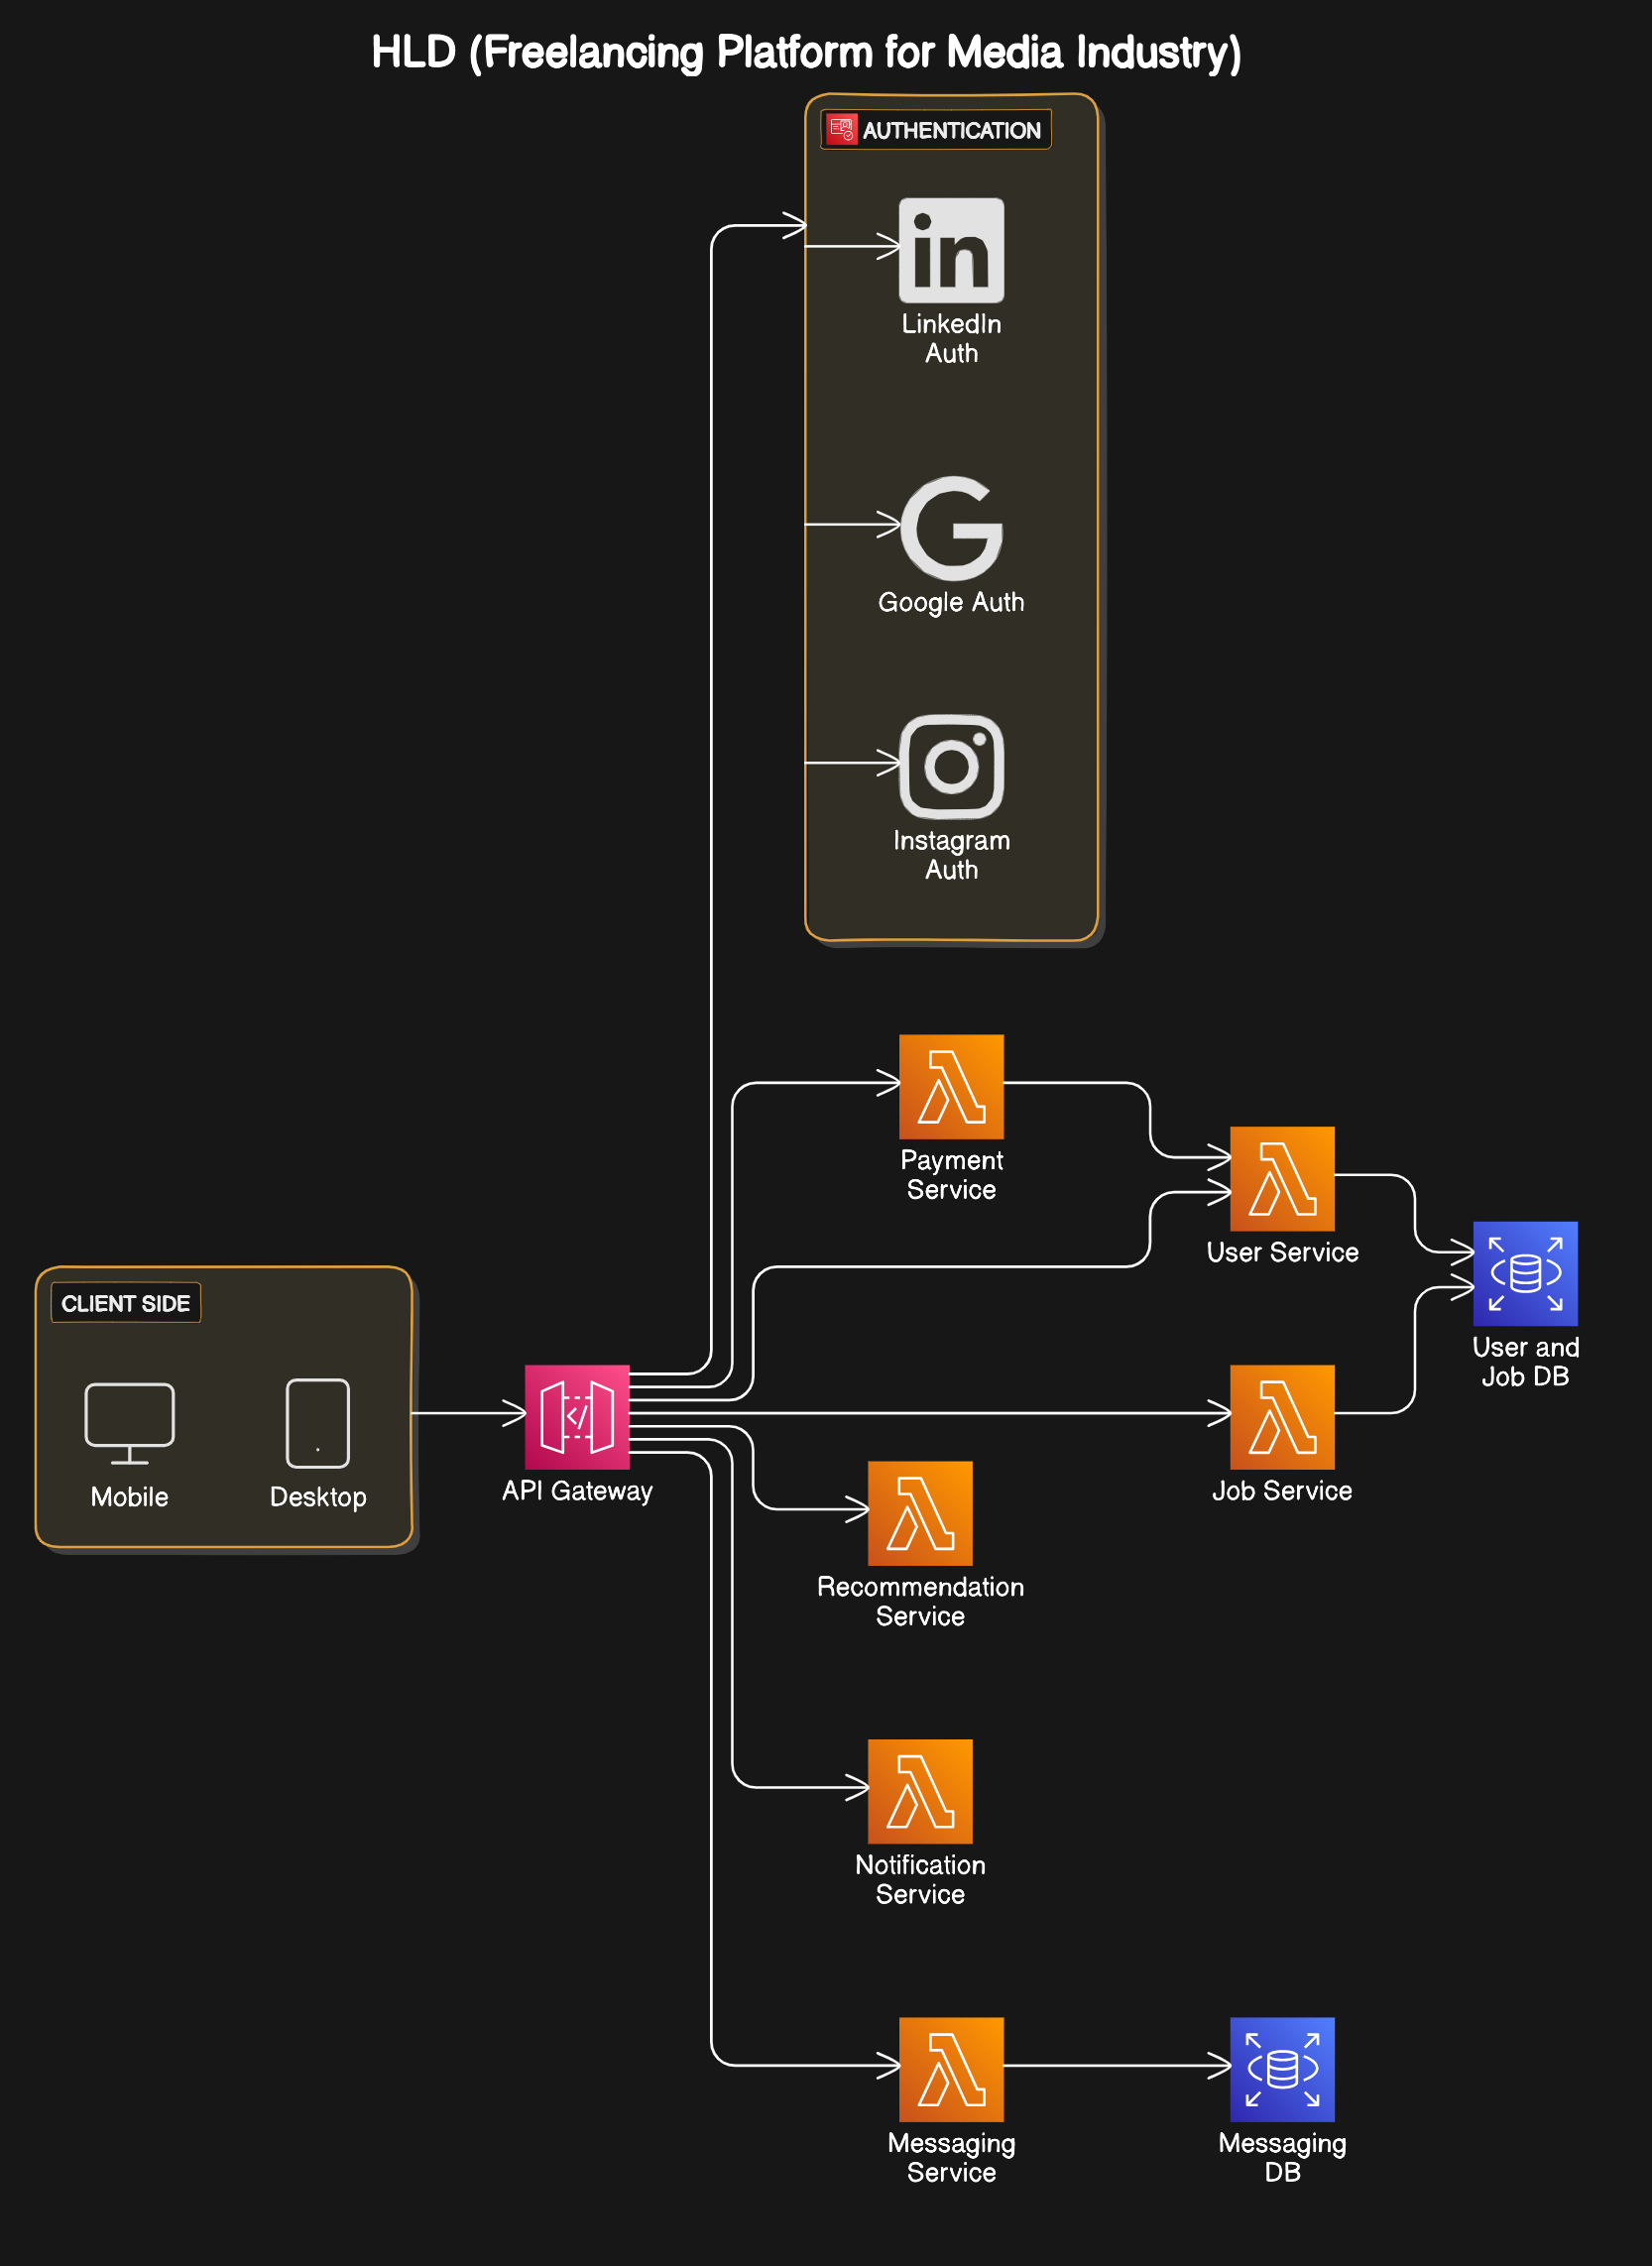 HLD (Freelancing Platform for Media Industry)
AUTHENTICATION
LinkedIn
Auth
Google Auth
Instagram
Auth
Payment
Service
User Service
User and
Job DB
CLIENT SIDE
Mobile
Desktop
API Gateway
Job Service
Recommendation
Service
Notification
Service
Messaging
Service
Messaging
DB